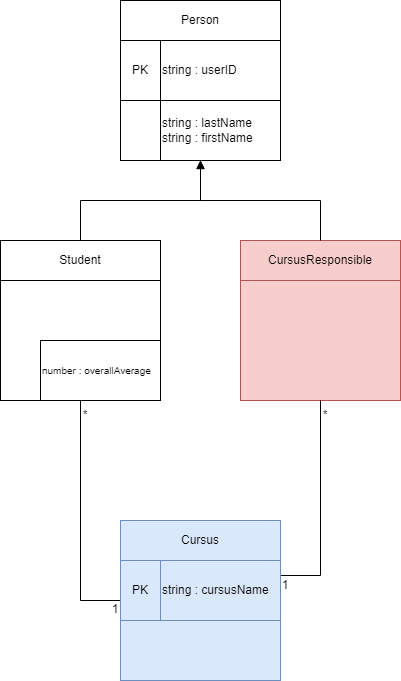 Person
PK string : userID
string : lastName
string : firstName
Student
CursusResponsible
number : overallAverage
*
*
Cursus
PK string : cursusName
1
1